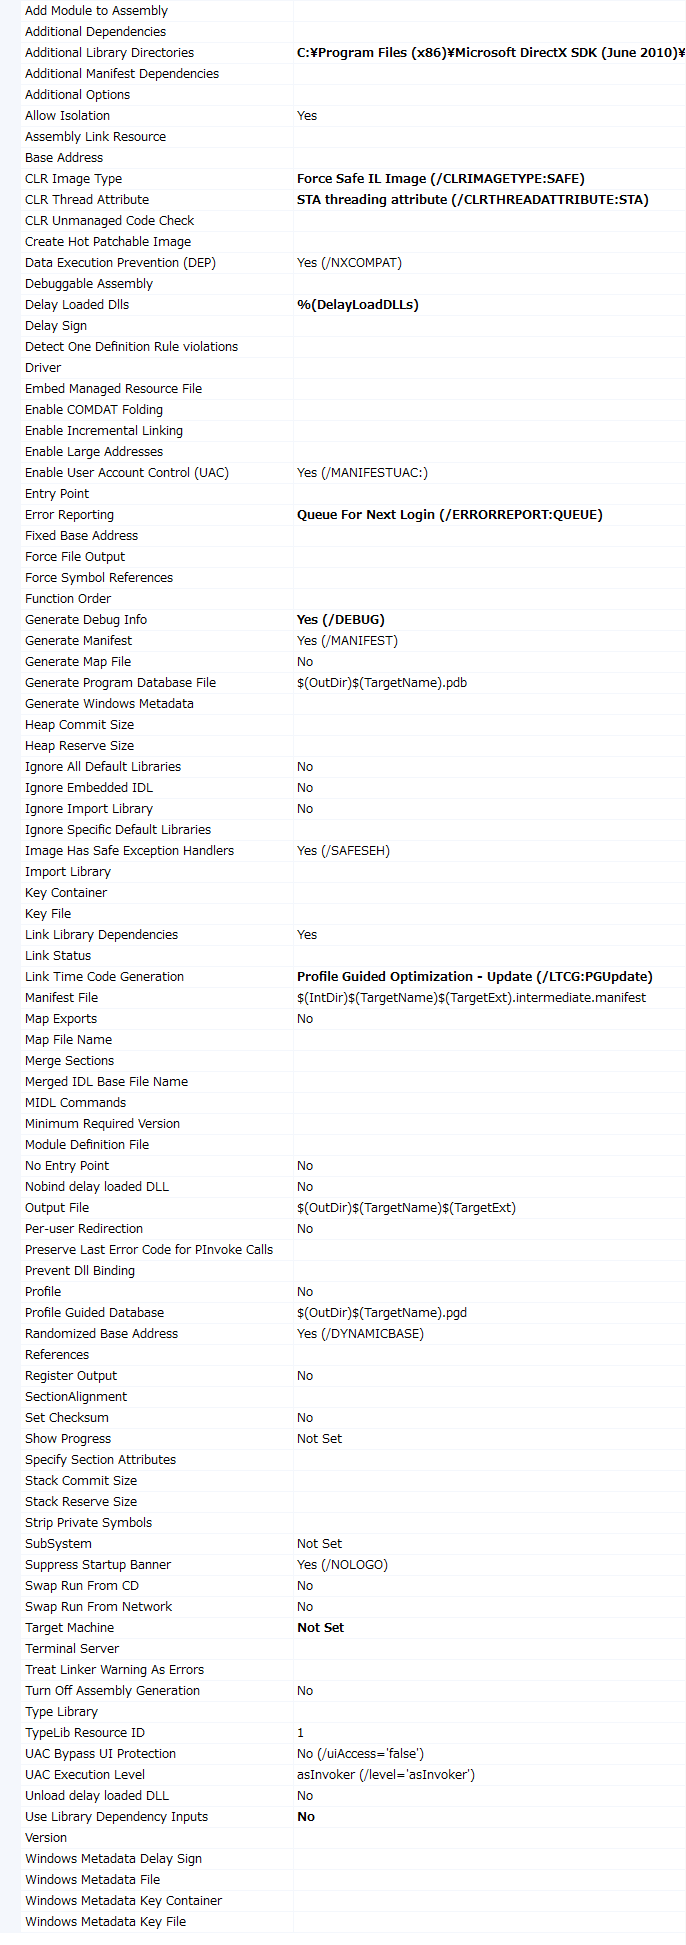 Add Module to Assembly
Additional Dependencies
Additional Library Directories C:¥Program Files (x86)¥Microsoft DirectX SDK (June 2010)¥
Additional Manifest Dependencies
Additional Options
Allow Isolation Yes
Assembly Link Resource
Base Address
CLR Image Type Force Safe IL Image (/CLRIMAGETYPE:SAFE)
CLR Thread Attribute STA threading attribute (/CLRTHREADATTRIBUTE:STA)
CLR Unmanaged Code Check
Create Hot Patchable Image
Data Execution Prevention (DEP) Yes (/NXCOMPAT)
Debuggable Assembly
Delay Loaded Dlls %(DelayLoadDLLs)
Delay Sign
Detect One Definition Rule violations
Driver
Embed Managed Resource File
Enable COMDAT Folding
Enable Incremental Linking
Enable Large Addresses
Enable User Account Control (UAC) Yes (/MANIFESTUAC:)
Entry Point
Error Reporting Queue For Next Login (/ERRORREPORT:QUEUE)
Fixed Base Address
Force File Output
Force Symbol References
Function Order
Generate Debug Info Yes (/DEBUG)
Generate Manifest Yes (/MANIFEST)
Generate Map File No
Generate Program Database File $(OutDir)$(TargetName).pdb
Generate Windows Metadata
Heap Commit Size
Heap Reserve Size
Ignore All Default Libraries No
Ignore Embedded IDL No
Ignore Import Library No
Ignore Specific Default Libraries
Image Has Safe Exception Handlers Yes (/SAFESEH)
Import Library
Key Container
Key File
Link Library Dependencies Yes
Link Status
Link Time Code Generation Profile Guided Optimization - Update (/LTCG:PGUpdate)
Manifest File $(IntDir)$(TargetName)$(TargetExt).intermediate.manifest
Map Exports No
Map File Name
Merge Sections
Merged IDL Base File Name
MIDL Commands
Minimum Required Version
Module Definition File
No Entry Point No
Nobind delay loaded DLL No
Output File $(OutDir)$(TargetName)$(TargetExt)
Per-user Redirection No
Preserve Last Error Code for PInvoke Calls
Prevent Dll Binding
Profile No
Profile Guided Database $(OutDir)$(TargetName).pgd
Randomized Base Address Yes (/DYNAMICBASE)
References
Register Output No
SectionAlignment
Set Checksum No
Show Progress Not Set
Specify Section Attributes
Stack Commit Size
Stack Reserve Size
Strip Private Symbols
SubSystem Not Set
Suppress Startup Banner Yes (/NOLOGO)
Swap Run From CD No
Swap Run From Network No
Target Machine Not Set
Terminal Server
Treat Linker Warning As Errors
Turn Off Assembly Generation No
Type Library
TypeLib Resource ID 1
UAC Bypass UI Protection No (/uiAccess='false')
UAC Execution Level asInvoker (/level='asInvoker')
Unload delay loaded DLL No
Use Library Dependency Inputs No
Version
Windows Metadata Delay Sign
Windows Metadata File
Windows Metadata Key Container
Windows Metadata Key File